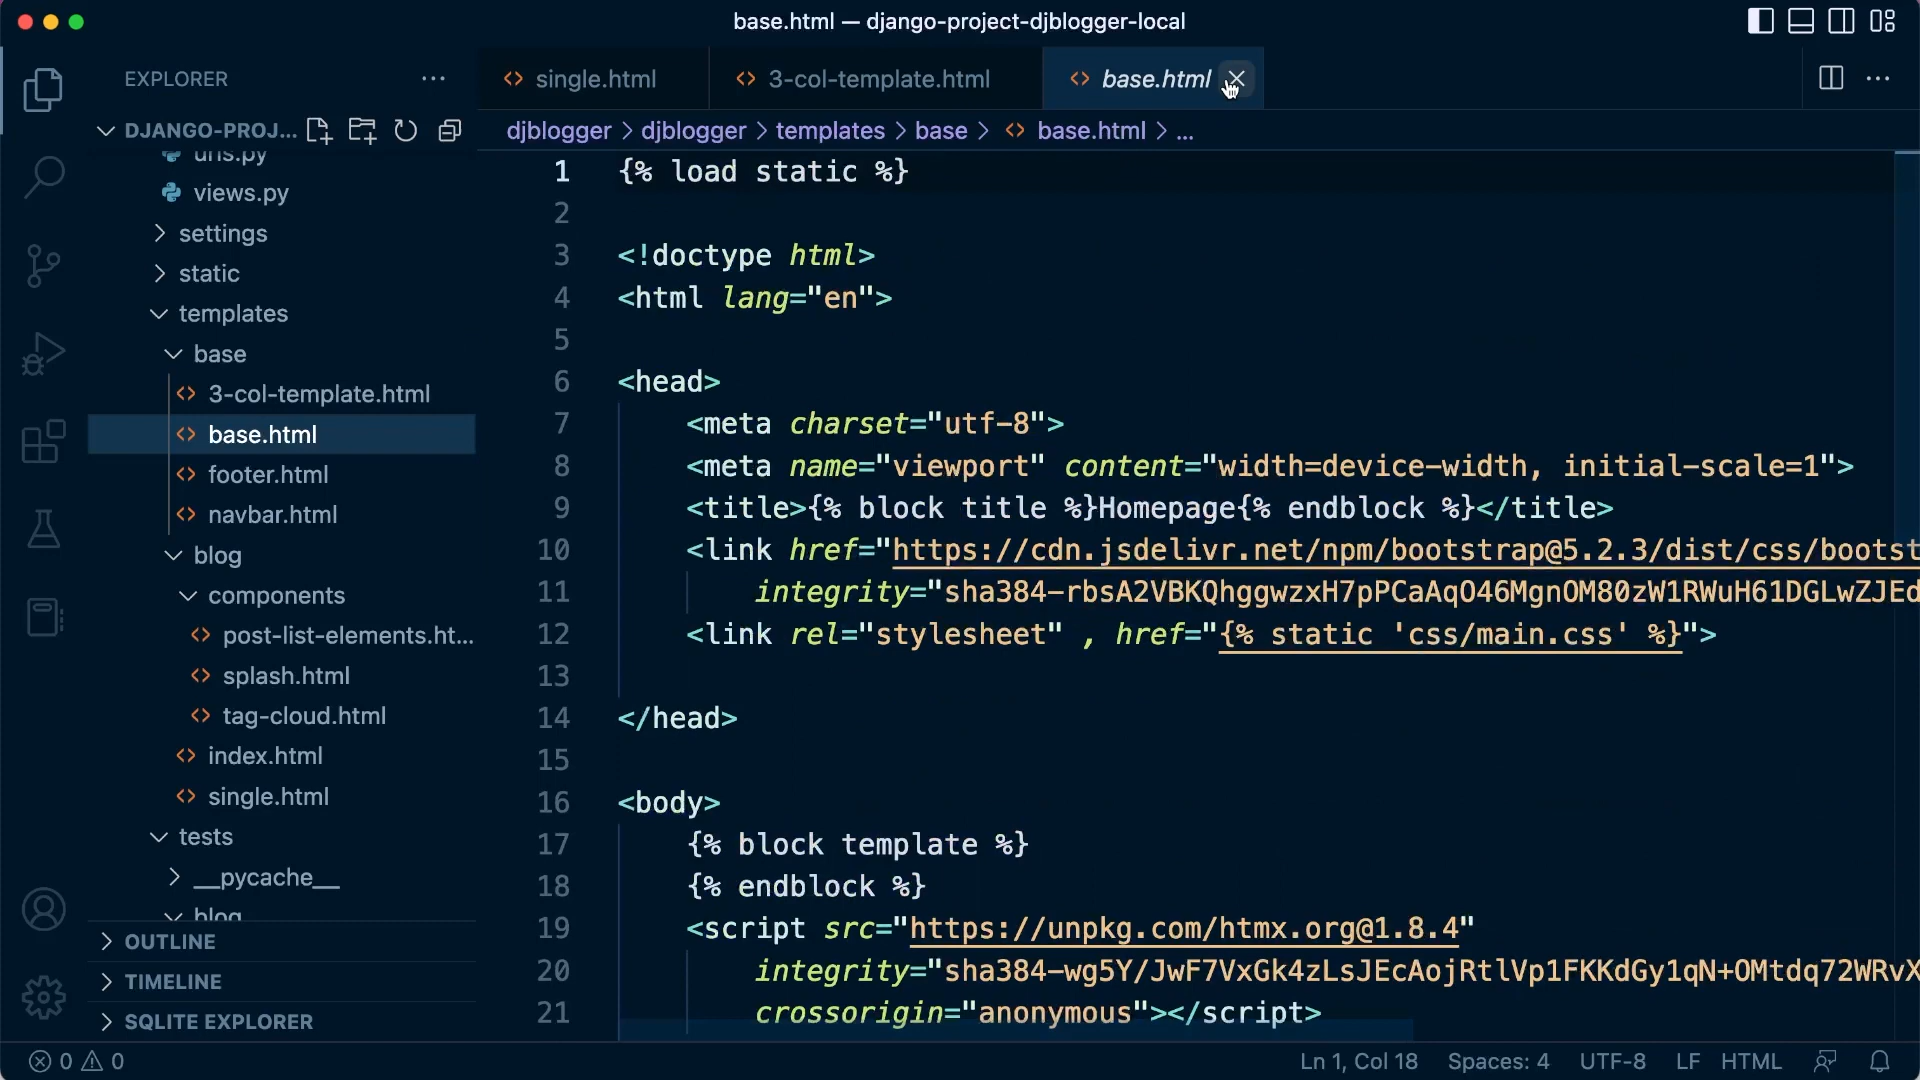 base.html — django-project-djblogger-local
EXPLORER
DJANGO-PROJ...
urls.py
views.py
settings
static
templates
base
3-col-template.html
base.html
footer.html
navbar.html
blog
components
post-list-elements.ht...
splash.html
tag-cloud.html
index.html
single.html
tests
__pycache__
blog
OUTLINE
TIMELINE
SQLITE EXPLORER
single.html 3-col-template.html base.html
djblogger > djblogger > templates > base > base.html > ...
1 {% load static %}
2
3 <!doctype html>
4 <html lang="en">
5
6 <head>
7 <meta charset="utf-8">
8 <meta name="viewport" content="width=device-width, initial-scale=1">
9 <title>{% block title %}Homepage{% endblock %}</title>
10 <link href="https://cdn.jsdelivr.net/npm/bootstrap@5.2.3/dist/css/bootst
11 integrity="sha384-rbsA2VBKQhggwzxH7pPCaAqO46MgnOM80zW1RWuH61DGLwZJEd
12 <link rel="stylesheet" , href="{% static 'css/main.css' %}">
13
14 </head>
15
16 <body>
17 {% block template %}
18 {% endblock %}
19 <script src="https://unpkg.com/htmx.org@1.8.4"
20 integrity="sha384-wg5Y/JwF7VxGk4zLsJEcAojRtlVp1FKKdGy1qN+OMtdq72WRvX
21 crossorigin="anonymous"></script>
0 0
Ln 1, Col 18 Spaces: 4 UTF-8 LF HTML